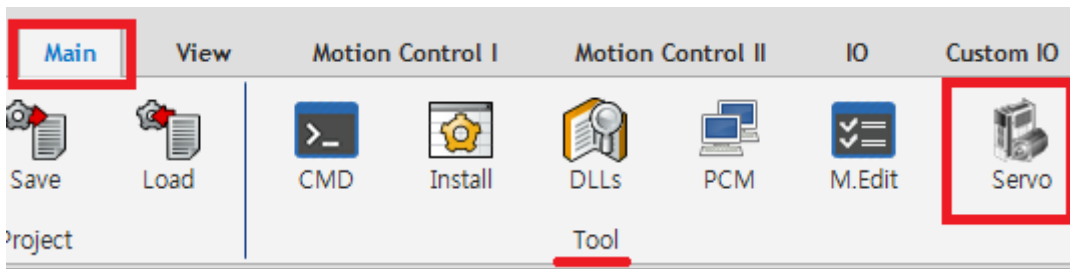 Main View Motion Control I Motion Control II IO Custom IO
Save Load CMD Install DLLs PCM M.Edit Servo
Project Tool